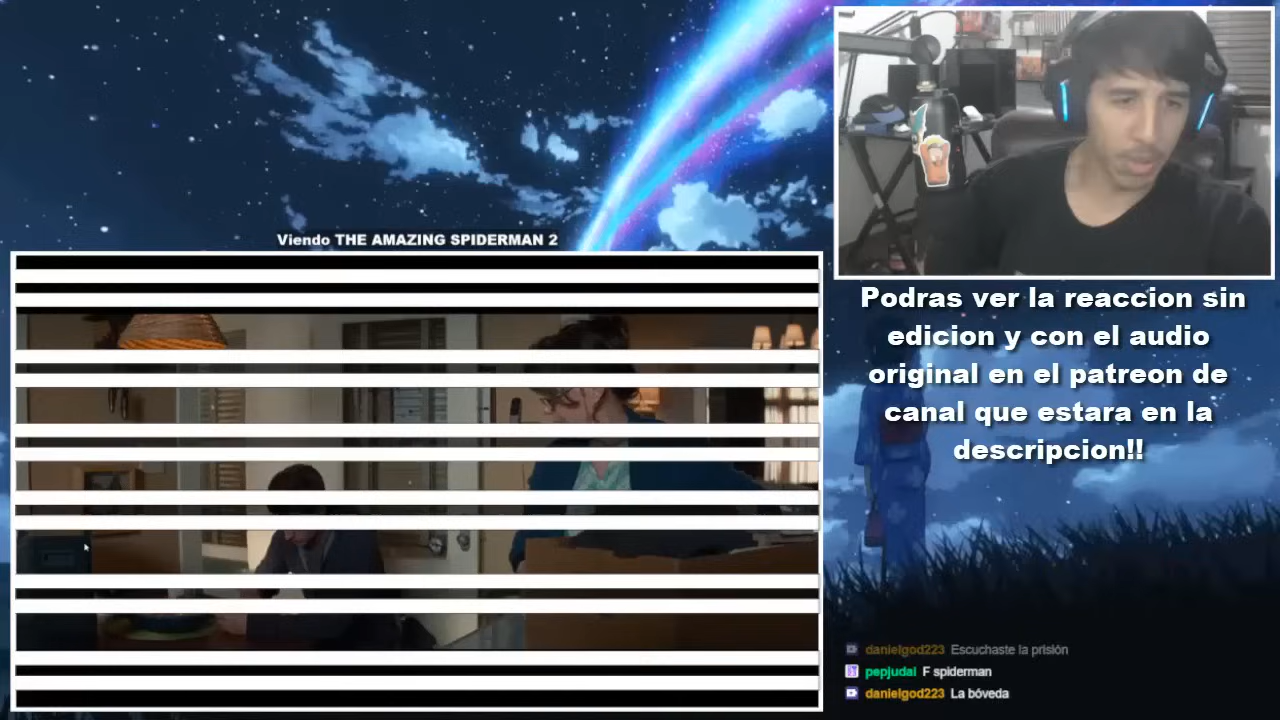 Viendo THE AMAZING SPIDERMAN 2
Podras ver la reaccion sin
edicion y con el audio
original en el patreon de
canal que estara en la
descripcion!!
danielgod223 Escuchaste la prisión
pepjudai F spiderman
danielgod223 La bóveda